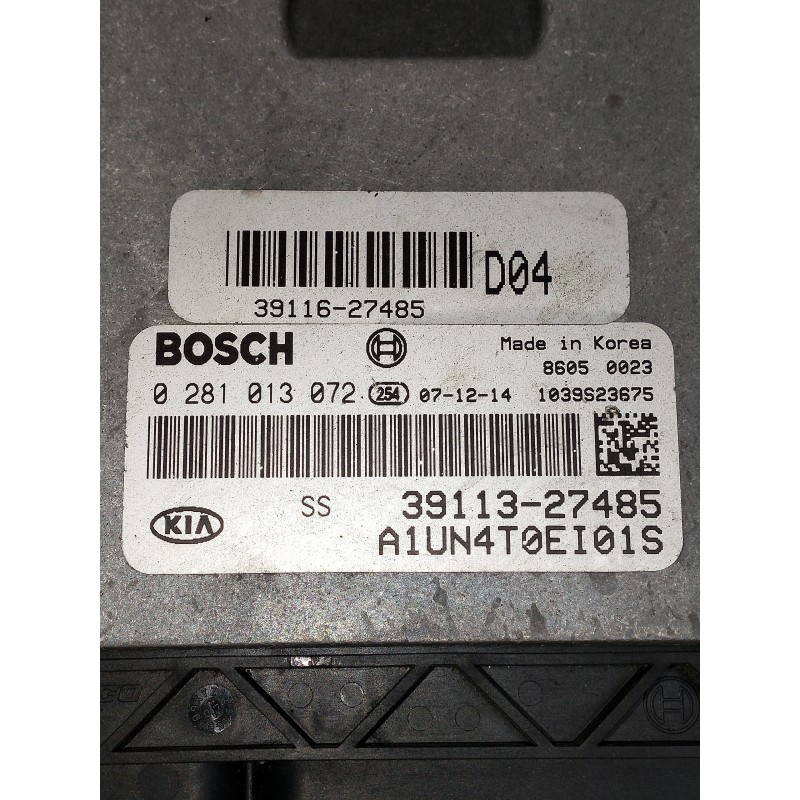 D04
39116-27485
BOSCH
Made in Korea
8605 0023
0 281 013 072 254 07-12-14 1039S23675
KIA SS 39113-27485
A1UN4T0EI01S